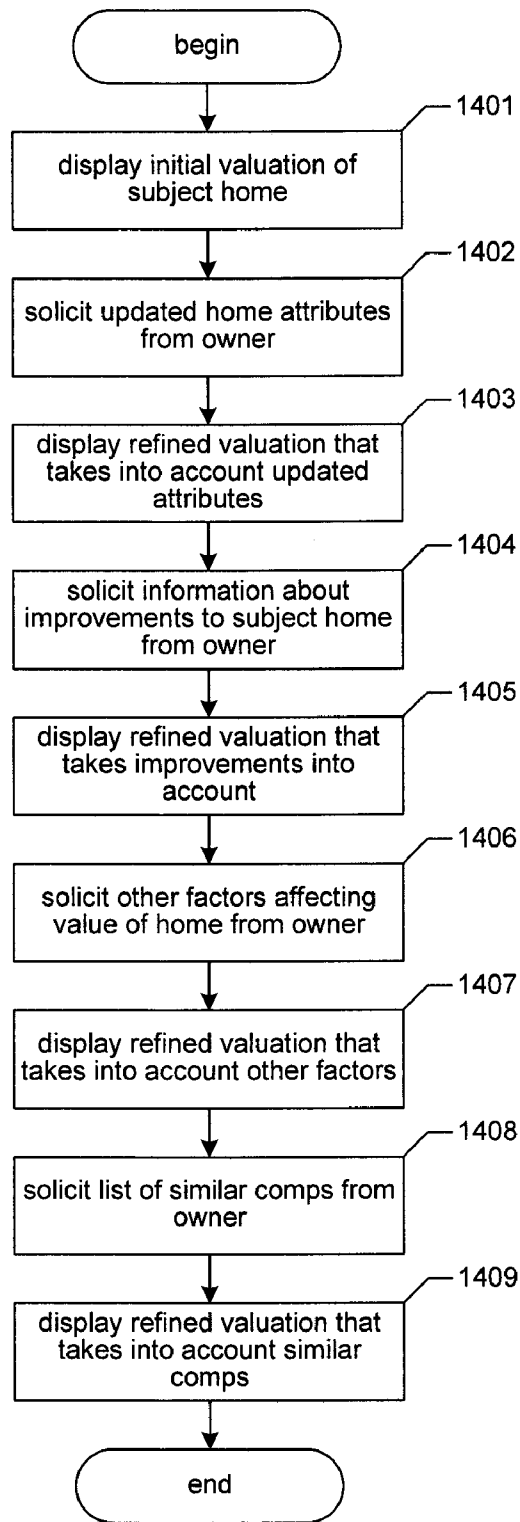 begin
1401
display initial valuation of
subject home
1402
solicit updated home attributes
from owner
1403
display refined valuation that
takes into account updated
attributes
1404
solicit information about
improvements to subject home
from owner
1405
display refined valuation that
takes improvements into
account
1406
solicit other factors affecting
value of home from owner
1407
display refined valuation that
takes into account other factors
1408
solicit list of similar comps from
owner
1409
display refined valuation that
takes into account similar
comps
end